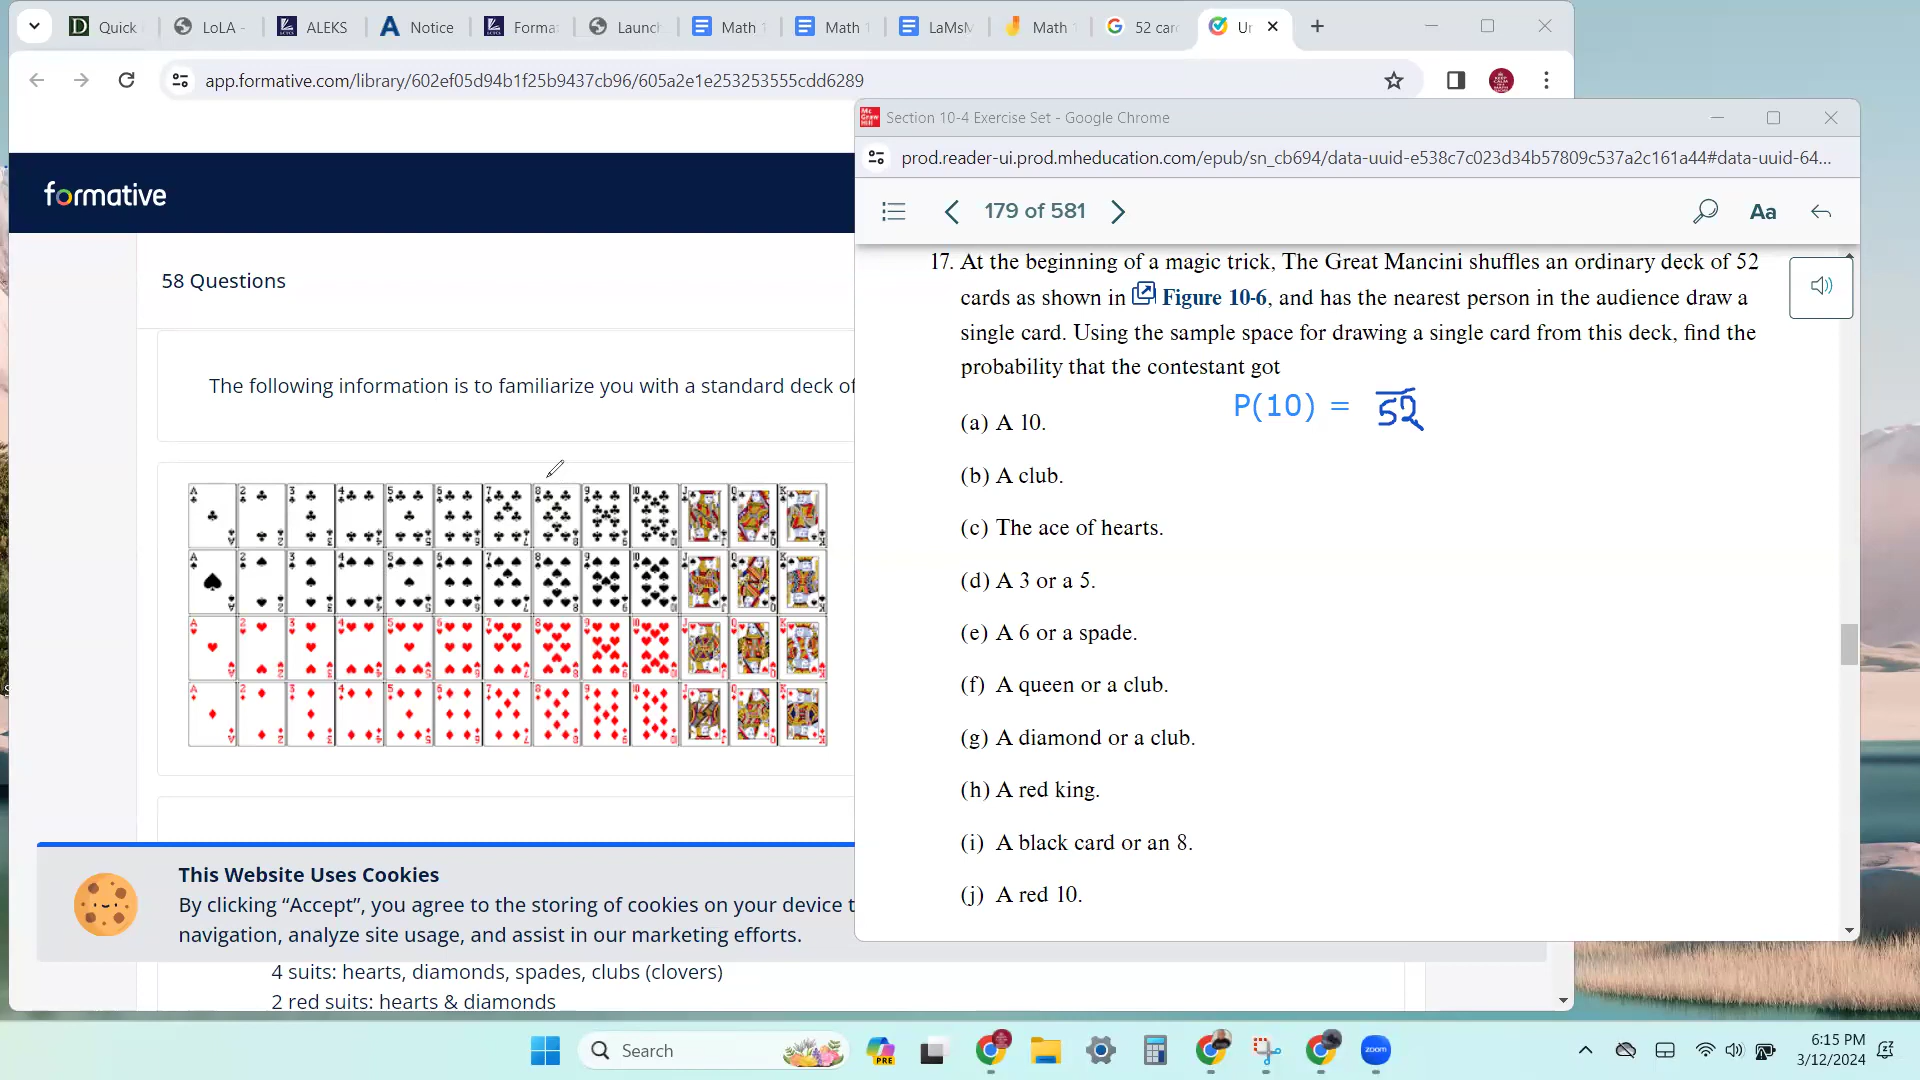 Quick
LoLA -
ALEKS
Notice
Format
Launch
Math 1
Math 1
LaMsM
Math 1
52 card
Ur
app.formative.com/library/602ef05d94b1f25b9437cb96/605a2e1e253253555cdd6289
formative
58 Questions
The following information is to familiarize you with a standard deck of
This Website Uses Cookies
By clicking “Accept”, you agree to the storing of cookies on your device t
navigation, analyze site usage, and assist in our marketing efforts.
4 suits: hearts, diamonds, spades, clubs (clovers)
2 red suits: hearts & diamonds
Mc Graw Hill
Section 10-4 Exercise Set - Google Chrome
prod.reader-ui.prod.mheducation.com/epub/sn_cb694/data-uuid-e538c7c023d34b57809c537a2c161a44#data-uuid-64...
179 of 581
Aa
17. At the beginning of a magic trick, The Great Mancini shuffles an ordinary deck of 52
cards as shown in Figure 10-6, and has the nearest person in the audience draw a
single card. Using the sample space for drawing a single card from this deck, find the
probability that the contestant got
P(10) = 52
(a) A 10.
(b) A club.
(c) The ace of hearts.
(d) A 3 or a 5.
(e) A 6 or a spade.
(f) A queen or a club.
(g) A diamond or a club.
(h) A red king.
(i) A black card or an 8.
(j) A red 10.
Search
PRE
zoom
6:15 PM
3/12/2024